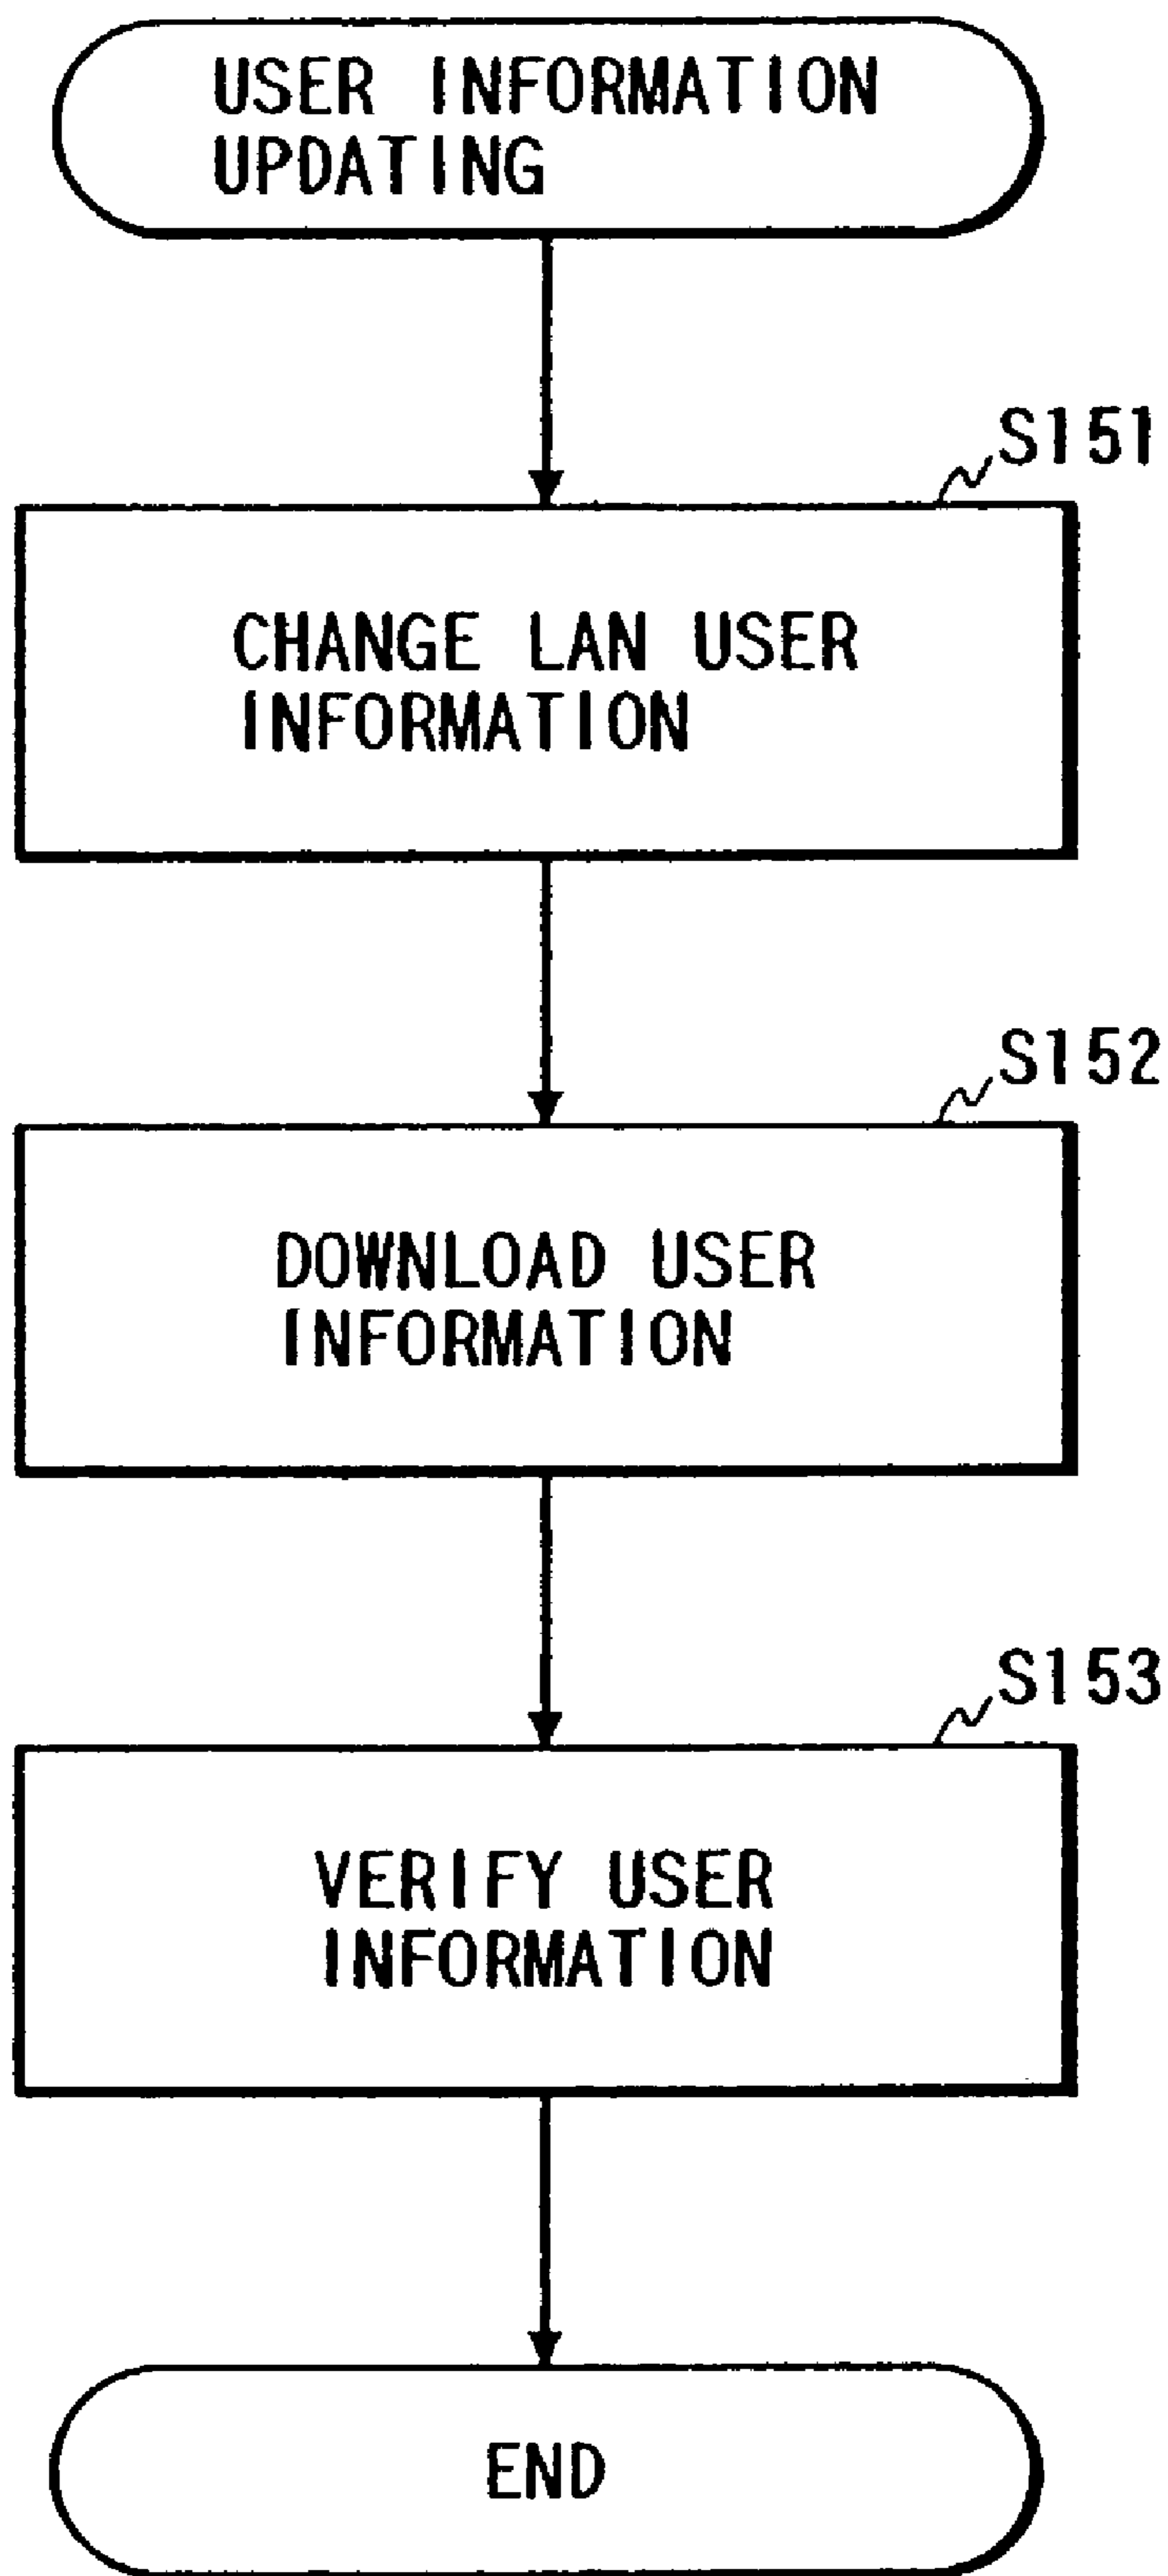 USER INFORMATION
UPDATING
S151
CHANGE LAN USER
INFORMATION
S152
DOWNLOAD USER
INFORMATION
S153
VERIFY USER
INFORMATION
END